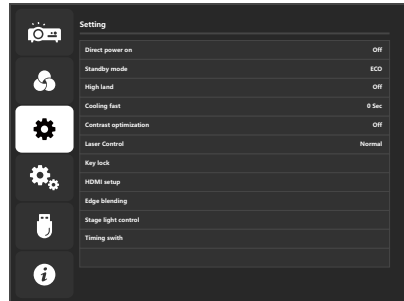 Setting
Direct power on Off
Standby mode ECO
High land Off
Cooling fast 0 Sec
Contrast optimization Off
Laser Control Normal
Key lock
HDMI setup
Edge blending
Stage light control
Timing swith
i